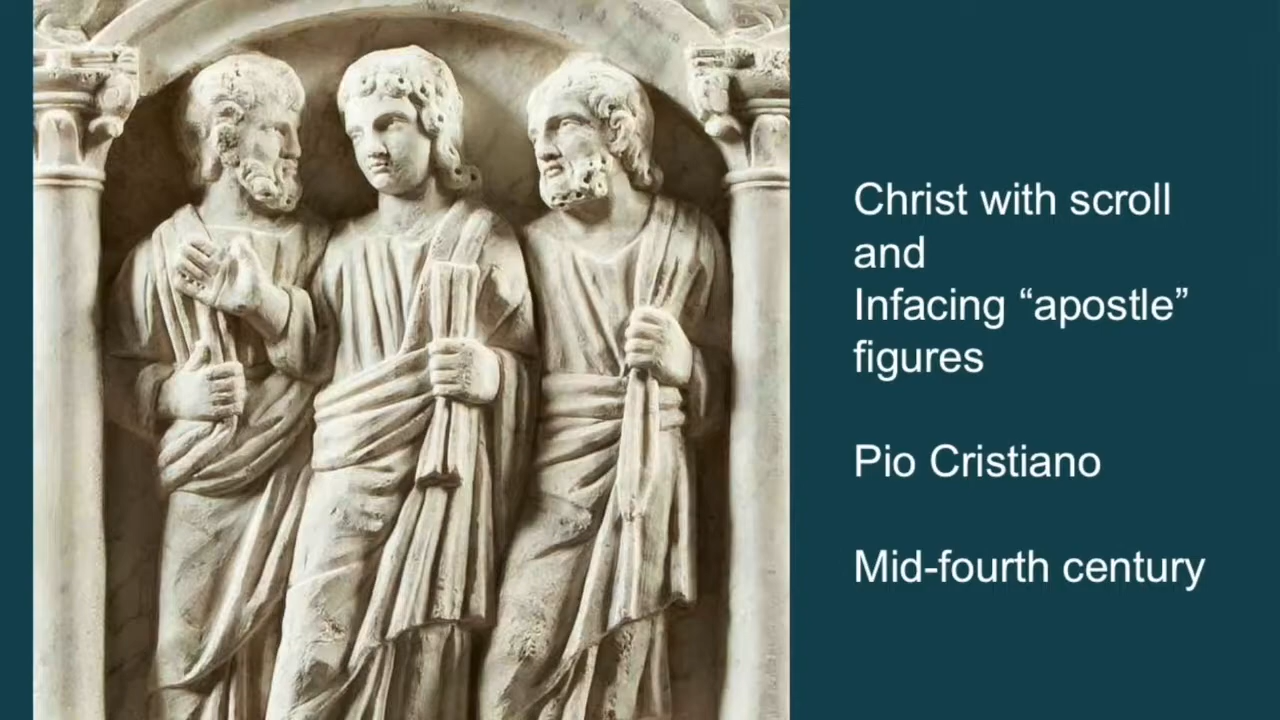 Christ with scroll
and
Infacing “apostle”
figures
Pio Cristiano
Mid-fourth century